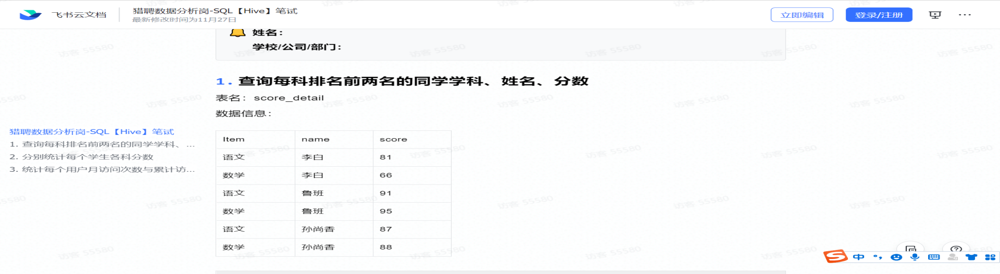 飞书云文档
猎聘数据分析岗-SQL【Hive】笔试
最新修改时间为11月27日
立即编辑
登录/注册
姓名：
学校/公司/部门：
猎聘数据分析岗-SQL【Hive】笔试
1. 查询每科排名前两名的同学学科、...
2. 分别统计每个学生各科分数
3. 统计每个用户月访问次数与累计访...
1. 查询每科排名前两名的同学学科、姓名、分数
表名：score_detail
数据信息：
Item name score
语文 李白 81
数学 李白 66
语文 鲁班 91
数学 鲁班 95
语文 孙尚香 87
数学 孙尚香 88
访客 55580
中